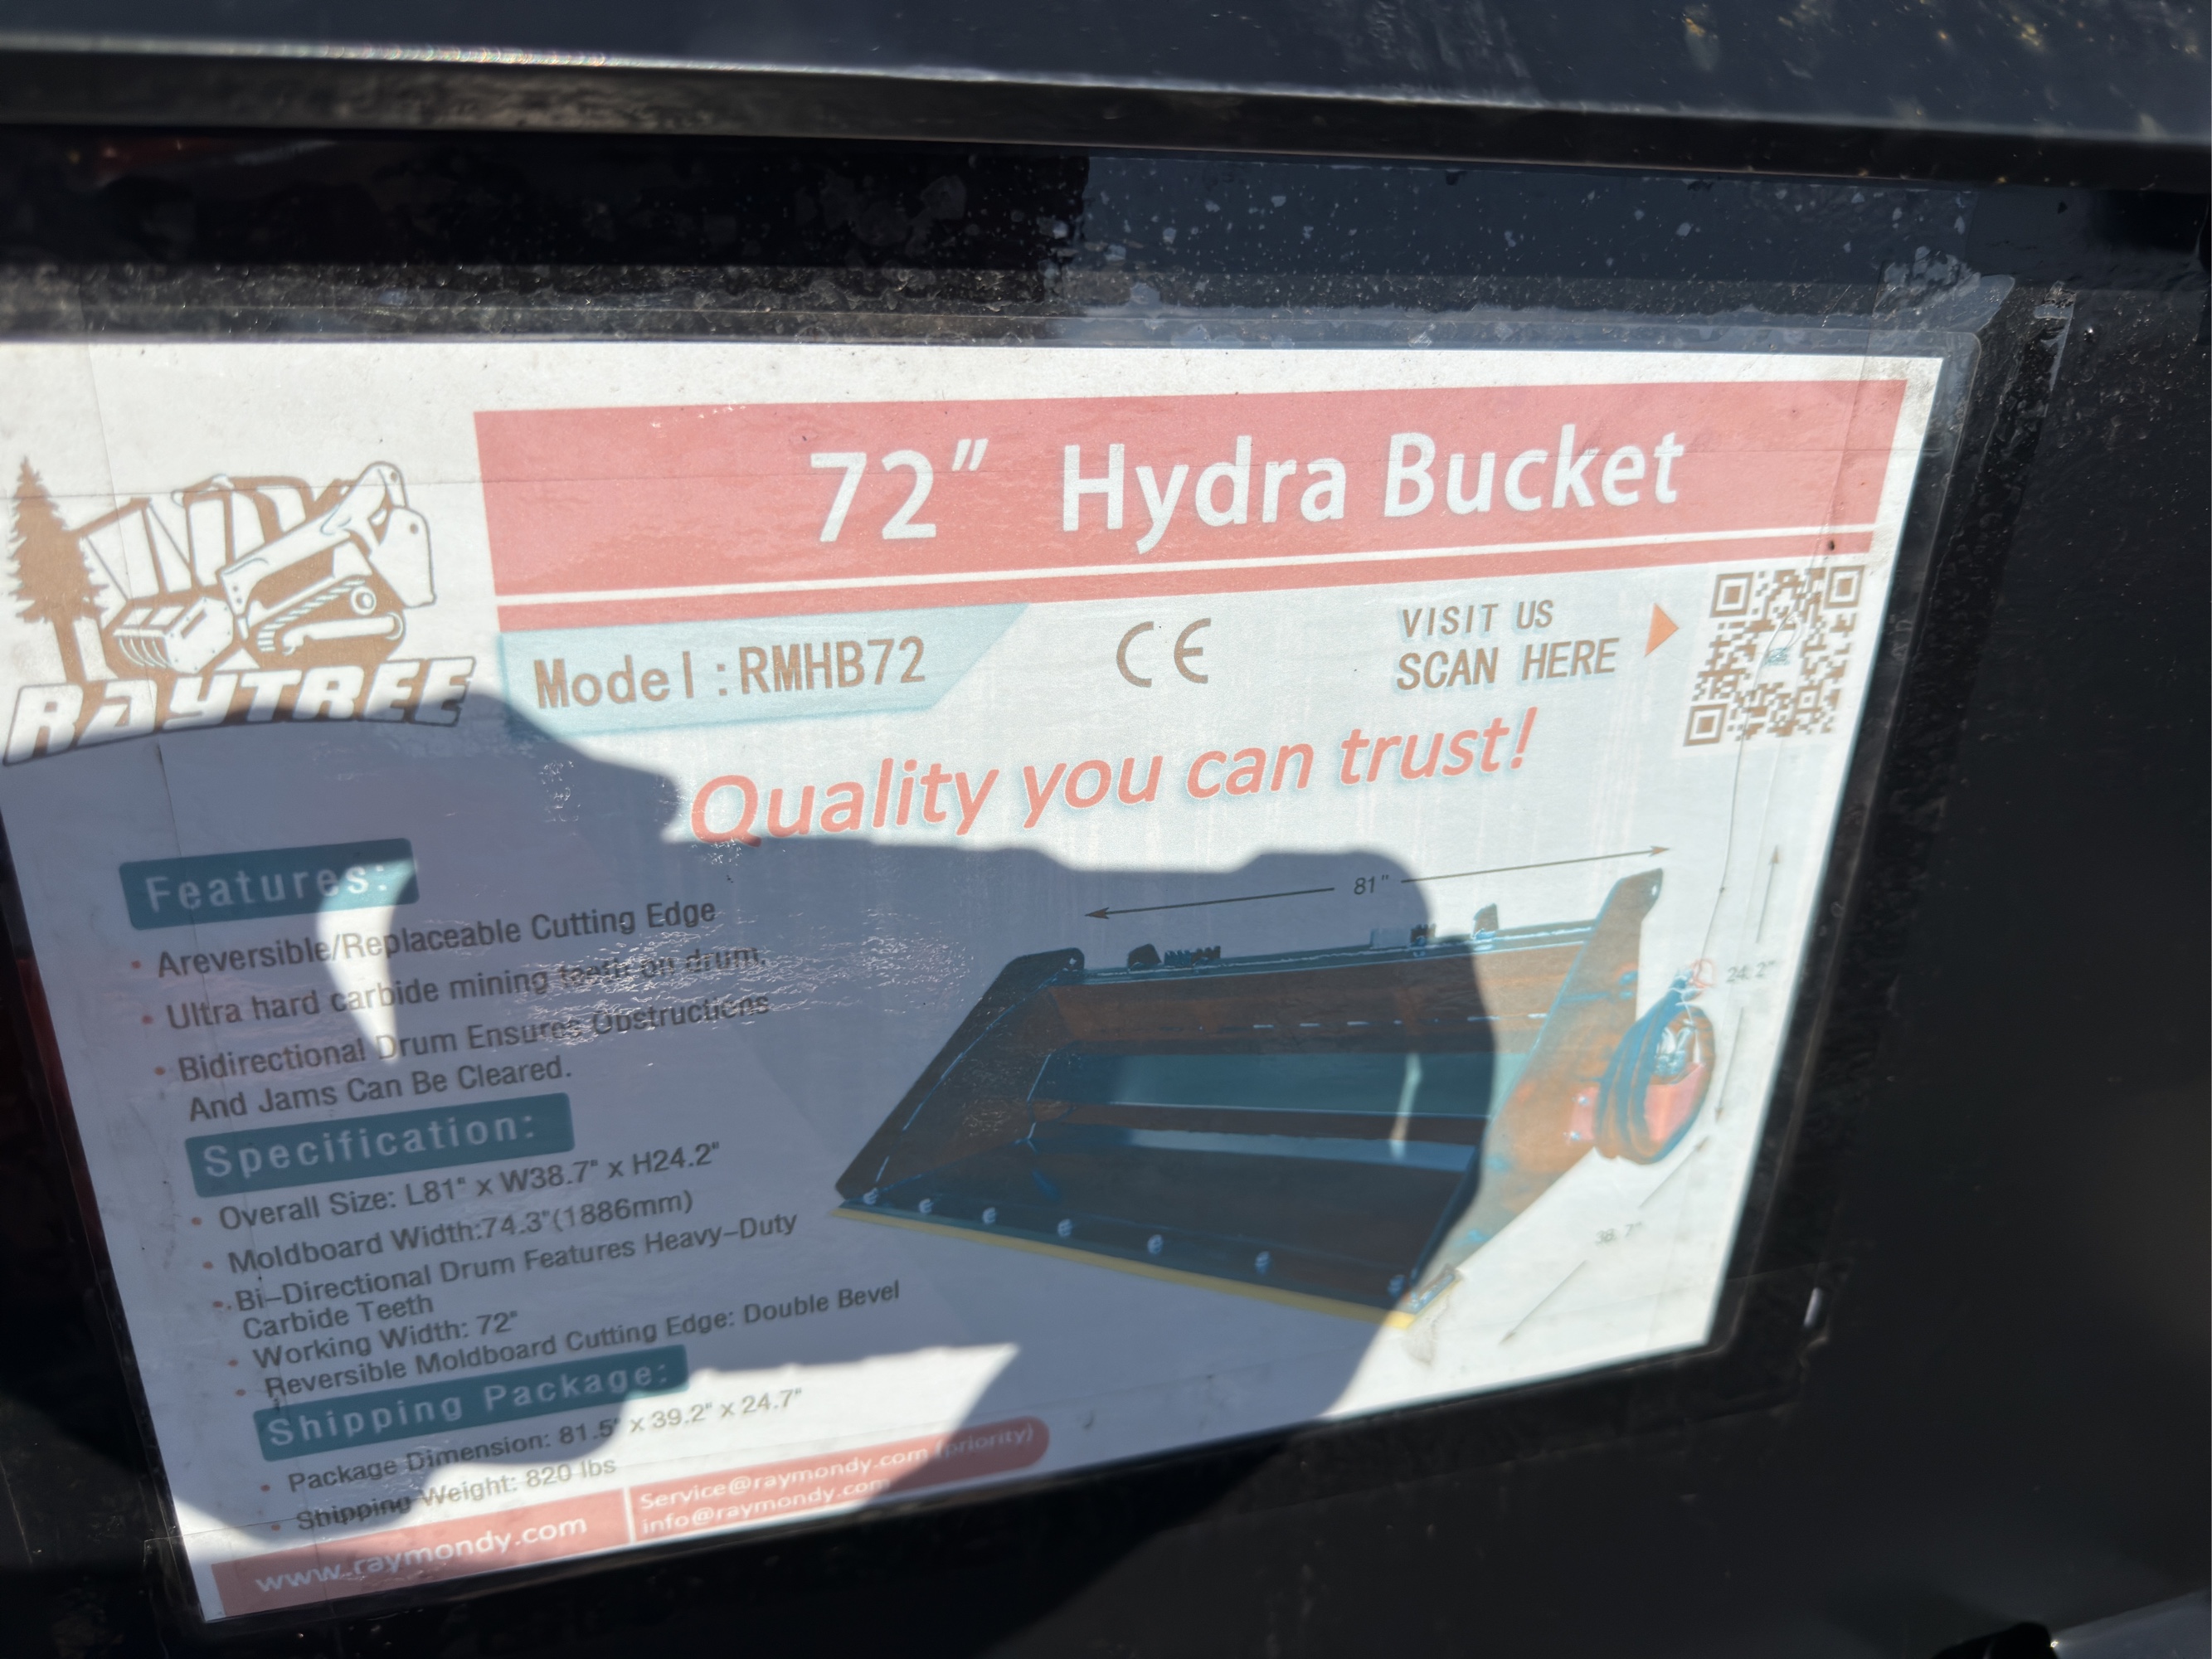 RAYTREE
72" Hydra Bucket
Model:RMHB72
CE
VISIT US
SCAN HERE
Quality you can trust!
Features:
• Areversible/Replaceable Cutting Edge
• Ultra hard carbide mining teeth on drum.
• Bidirectional Drum Ensures Obstructions
And Jams Can Be Cleared.
Specification:
• Overall Size: L81" x W38.7" x H24.2"
• Moldboard Width:74.3"(1886mm)
• Bi-Directional Drum Features Heavy-Duty
Carbide Teeth
• Working Width: 72"
• Reversible Moldboard Cutting Edge: Double Bevel
Shipping Package:
• Package Dimension: 81.5" x 39.2" x 24.7"
• Shipping Weight: 820 lbs
81"
24.2"
38.7"
www.raymondy.com
Service@raymondy.com (priority)
info@raymondy.com